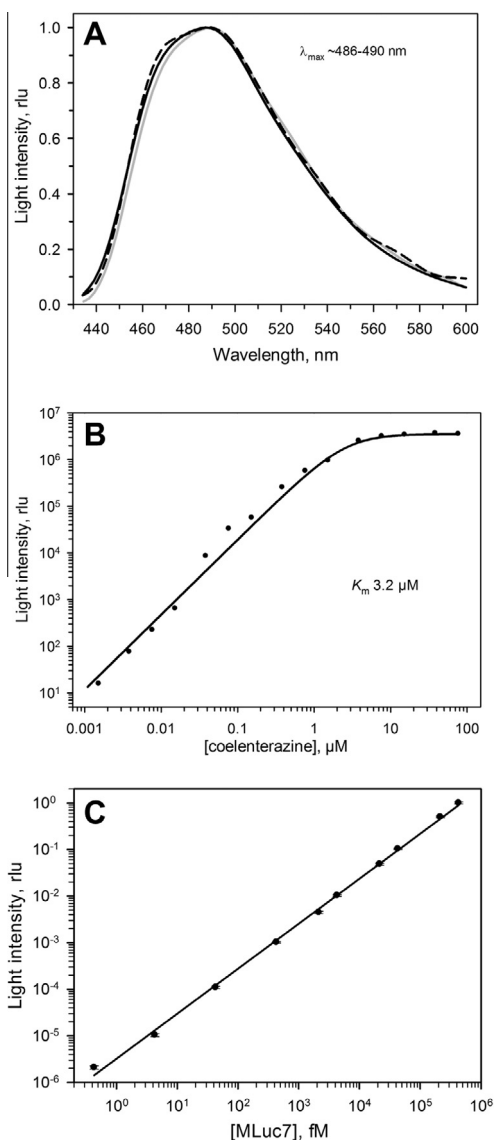 A
λmax ~486-490 nm
Light intensity, rlu
1.0
0.8
0.6
0.4
0.2
0.0
440 460 480 500 520 540 560 580 600
Wavelength, nm
B
Light intensity, rlu
10⁷
10⁶
10⁵
10⁴
10³
10²
10¹
Km 3.2 µM
0.001 0.01 0.1 1 10 100
[coelenterazine], µM
C
Light intensity, rlu
10⁰
10⁻¹
10⁻²
10⁻³
10⁻⁴
10⁻⁵
10⁻⁶
10⁰ 10¹ 10² 10³ 10⁴ 10⁵ 10⁶
[MLuc7], fM